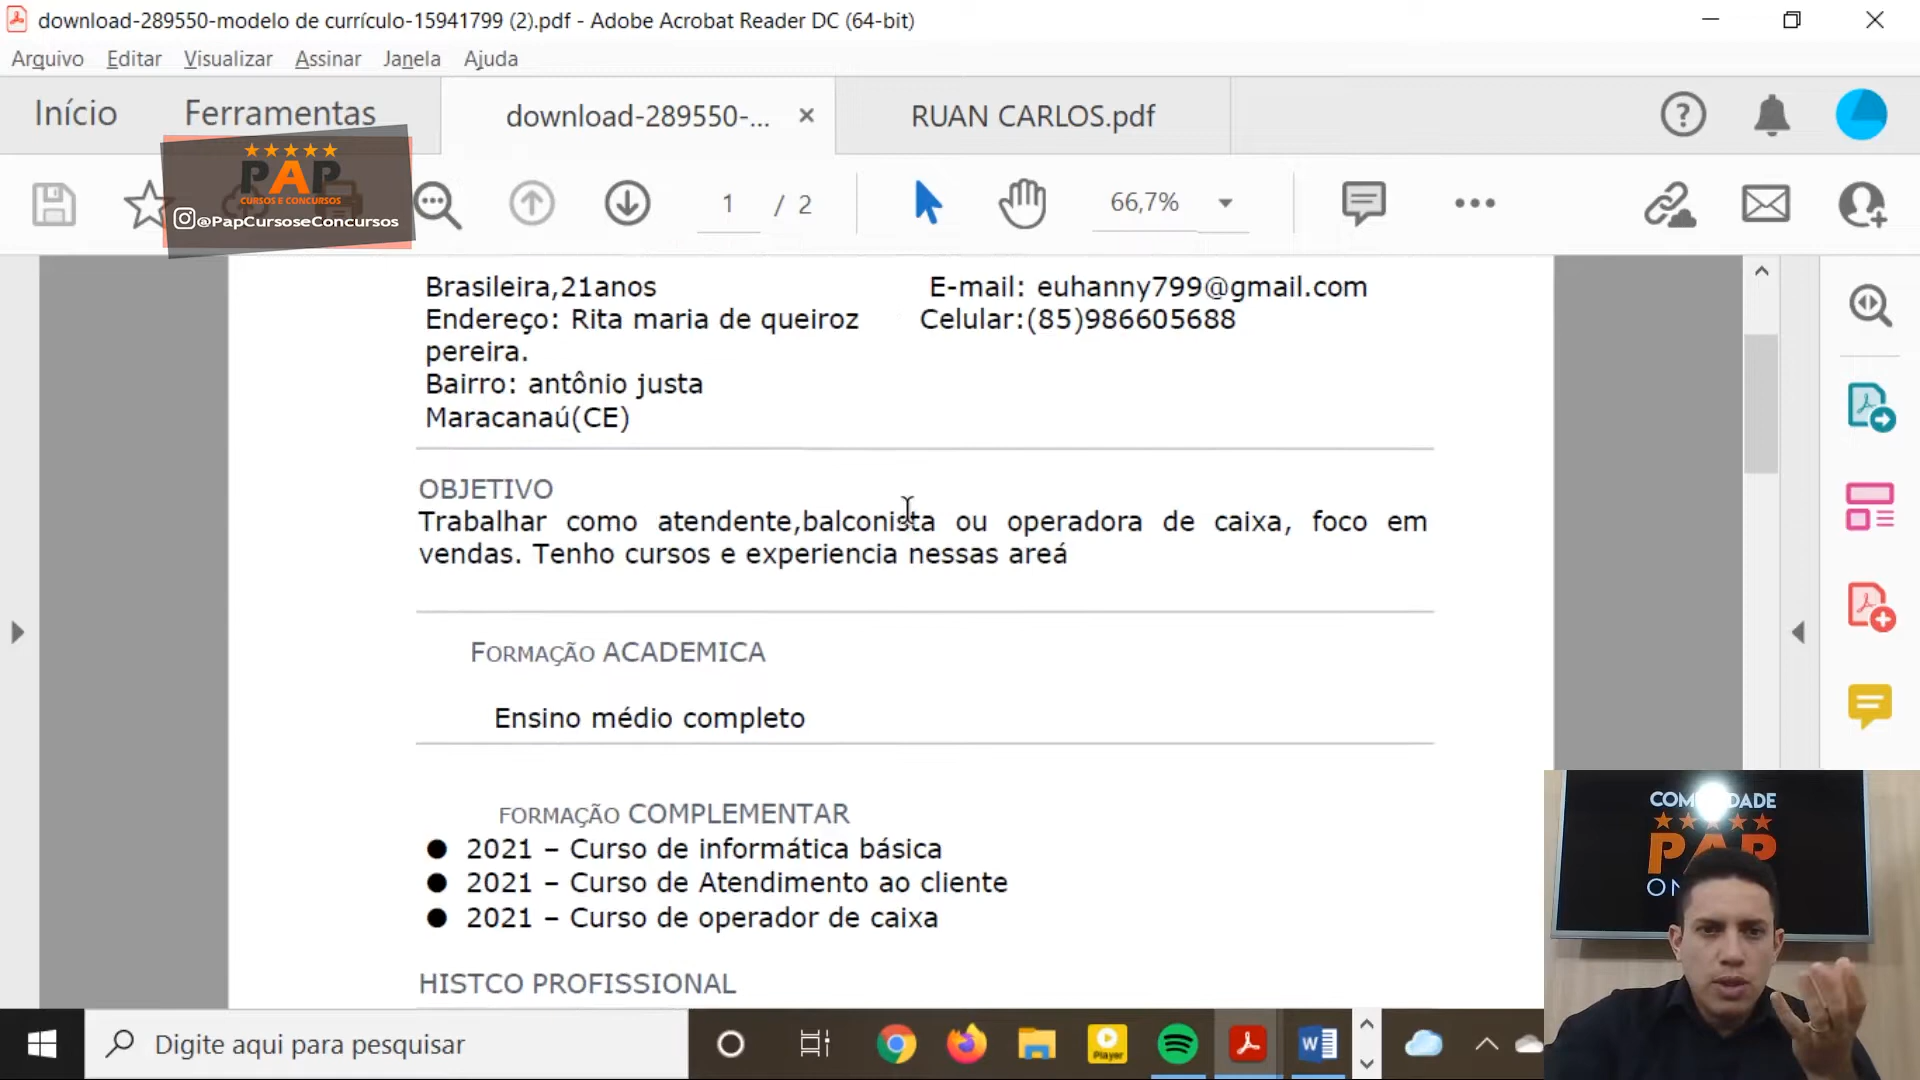 download-289550-modelo de currículo-15941799 (2).pdf - Adobe Acrobat Reader DC (64-bit)
Arquivo Editar Visualizar Assinar Janela Ajuda
Início Ferramentas download-289550-... RUAN CARLOS.pdf
PAP
CURSOS E CONCURSOS
@PapCursoseConcursos
1 / 2 66,7%
Brasileira,21anos E-mail: euhanny799@gmail.com
Endereço: Rita maria de queiroz Celular:(85)986605688
pereira.
Bairro: antônio justa
Maracanaú(CE)
OBJETIVO
Trabalhar como atendente,balconista ou operadora de caixa, foco em
vendas. Tenho cursos e experiencia nessas areá
FORMAÇÃO ACADEMICA
Ensino médio completo
FORMAÇÃO COMPLEMENTAR
● 2021 – Curso de informática básica
● 2021 – Curso de Atendimento ao cliente
● 2021 – Curso de operador de caixa
HISTCO PROFISSIONAL
PAP
Digite aqui para pesquisar
Player
W